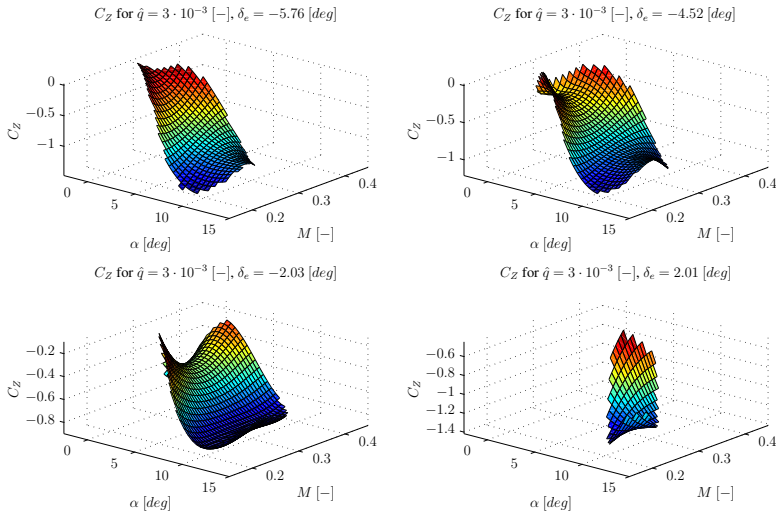 C_Z for q̂ = 3 · 10⁻³ [−], δ_e = −5.76 [deg]
0
−0.5
−1
C_Z
0
5
10
15
α [deg]
0.2
0.3
0.4
M [−]
C_Z for q̂ = 3 · 10⁻³ [−], δ_e = −4.52 [deg]
0
−0.5
−1
C_Z
0
5
10
15
α [deg]
0.2
0.3
0.4
M [−]
C_Z for q̂ = 3 · 10⁻³ [−], δ_e = −2.03 [deg]
−0.2
−0.4
−0.6
−0.8
C_Z
0
5
10
15
α [deg]
0.2
0.3
0.4
M [−]
C_Z for q̂ = 3 · 10⁻³ [−], δ_e = 2.01 [deg]
−0.6
−0.8
−1
−1.2
−1.4
C_Z
0
5
10
15
α [deg]
0.2
0.3
0.4
M [−]